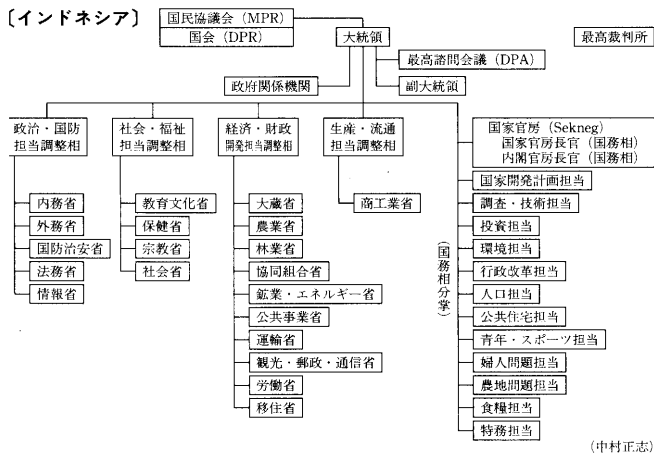 〔インドネシア〕
国民協議会（MPR）
国会（DPR）
大統領
最高裁判所
最高諮問会議（DPA）
政府関係機関
副大統領
政治・国防
担当調整相
社会・福祉
担当調整相
経済・財政
開発担当調整相
生産・流通
担当調整相
国家官房（Sekneg）
国家官房長官（国務相）
内閣官房長官（国務相）
内務省
外務省
国防治安省
法務省
情報省
教育文化省
保健省
宗教省
社会省
大蔵省
農業省
林業省
協同組合省
鉱業・エネルギー省
公共事業省
運輸省
観光・郵政・通信省
労働省
移住省
商工業省
（国務相分掌）
国家開発計画担当
調査・技術担当
投資担当
環境担当
行政改革担当
人口担当
公共住宅担当
青年・スポーツ担当
婦人問題担当
農地問題担当
食糧担当
特務担当
（中村正志）